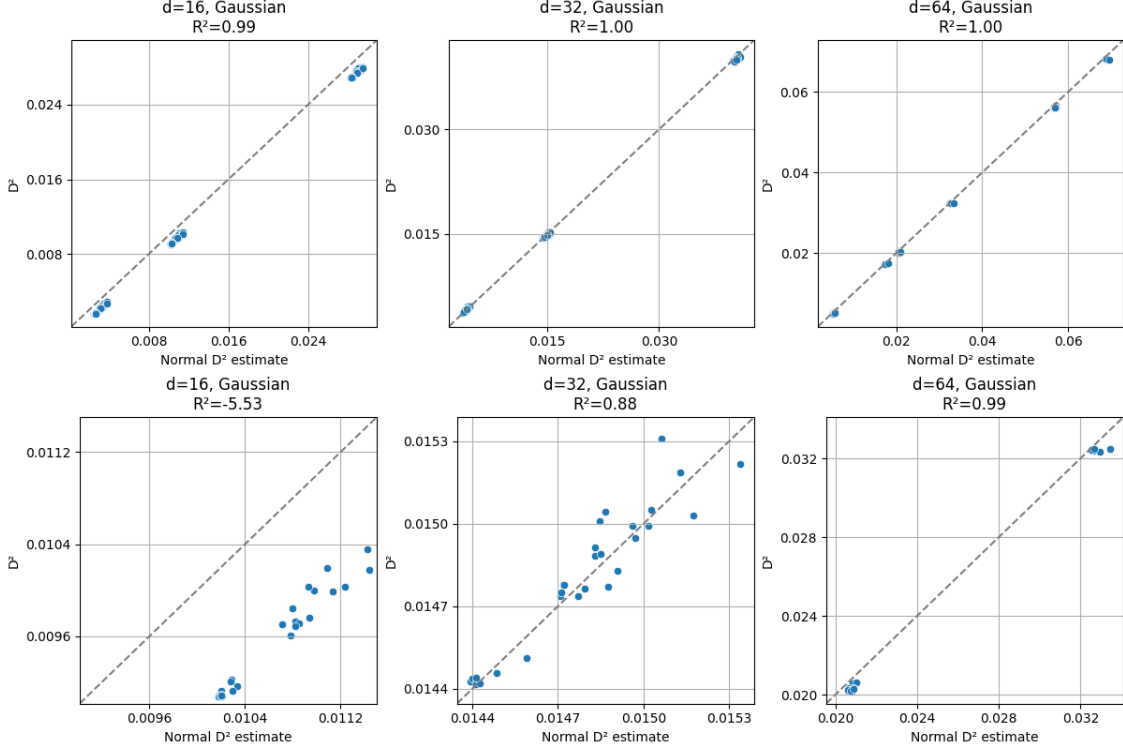 d=16, Gaussian
R²=0.99
0.024
0.016
0.008
D²
0.008 0.016 0.024
Normal D² estimate
d=32, Gaussian
R²=1.00
0.030
0.015
D²
0.015 0.030
Normal D² estimate
d=64, Gaussian
R²=1.00
0.06
0.04
0.02
D²
0.02 0.04 0.06
Normal D² estimate
d=16, Gaussian
R²=-5.53
0.0112
0.0104
0.0096
D²
0.0096 0.0104 0.0112
Normal D² estimate
d=32, Gaussian
R²=0.88
0.0153
0.0150
0.0147
0.0144
D²
0.0144 0.0147 0.0150 0.0153
Normal D² estimate
d=64, Gaussian
R²=0.99
0.032
0.028
0.024
0.020
D²
0.020 0.024 0.028 0.032
Normal D² estimate